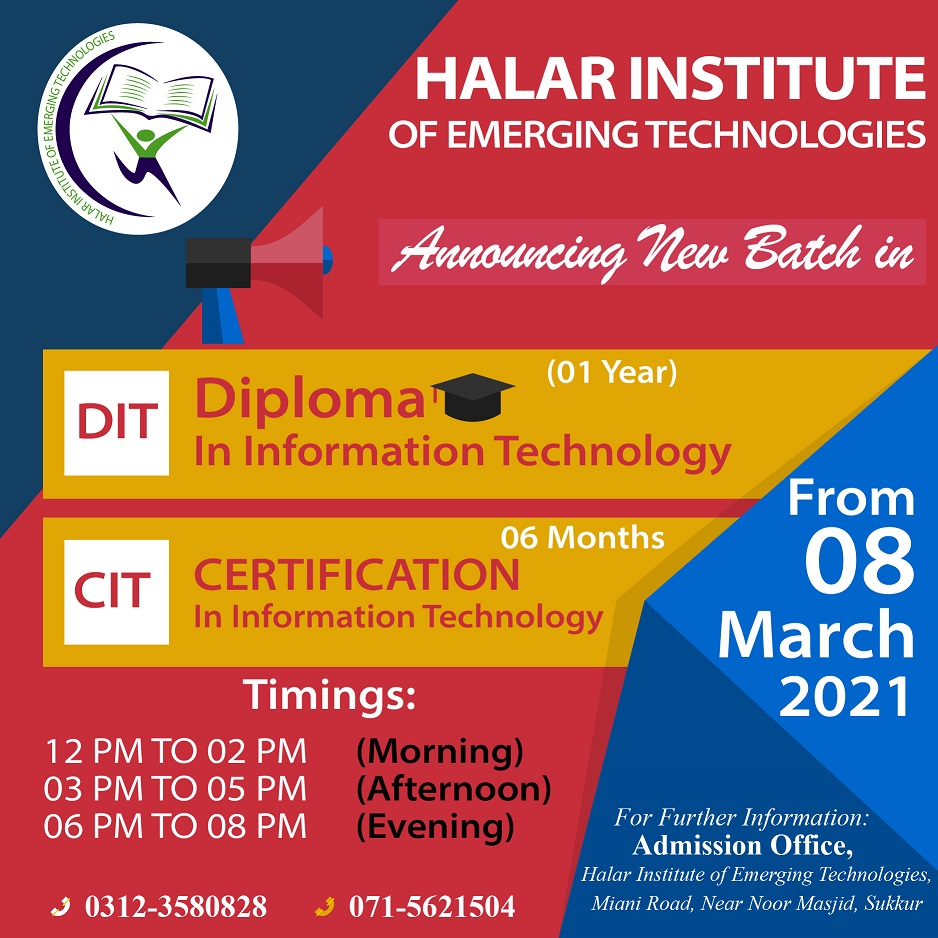 HALAR INSTITUTE OF EMERGING TECHNOLOGIES
HALAR INSTITUTE
OF EMERGING TECHNOLOGIES
Announcing New Batch in
(01 Year)
DIT
Diploma
In Information Technology
06 Months
CIT
CERTIFICATION
In Information Technology
From
08
March
2021
Timings:
12 PM TO 02 PM (Morning)
03 PM TO 05 PM (Afternoon)
06 PM TO 08 PM (Evening)
For Further Information:
Admission Office,
Halar Institute of Emerging Technologies,
Miani Road, Near Noor Masjid, Sukkur
0312-3580828 071-5621504